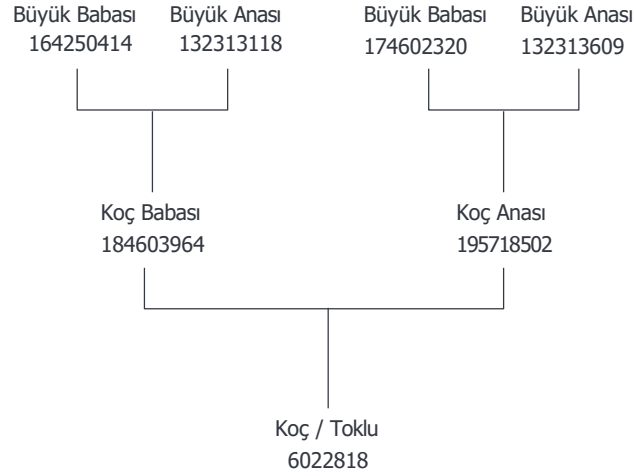 Büyük Babası Büyük Anası Büyük Babası Büyük Anası
164250414 132313118 174602320 132313609
Koç Babası Koç Anası
184603964 195718502
Koç / Toklu
6022818